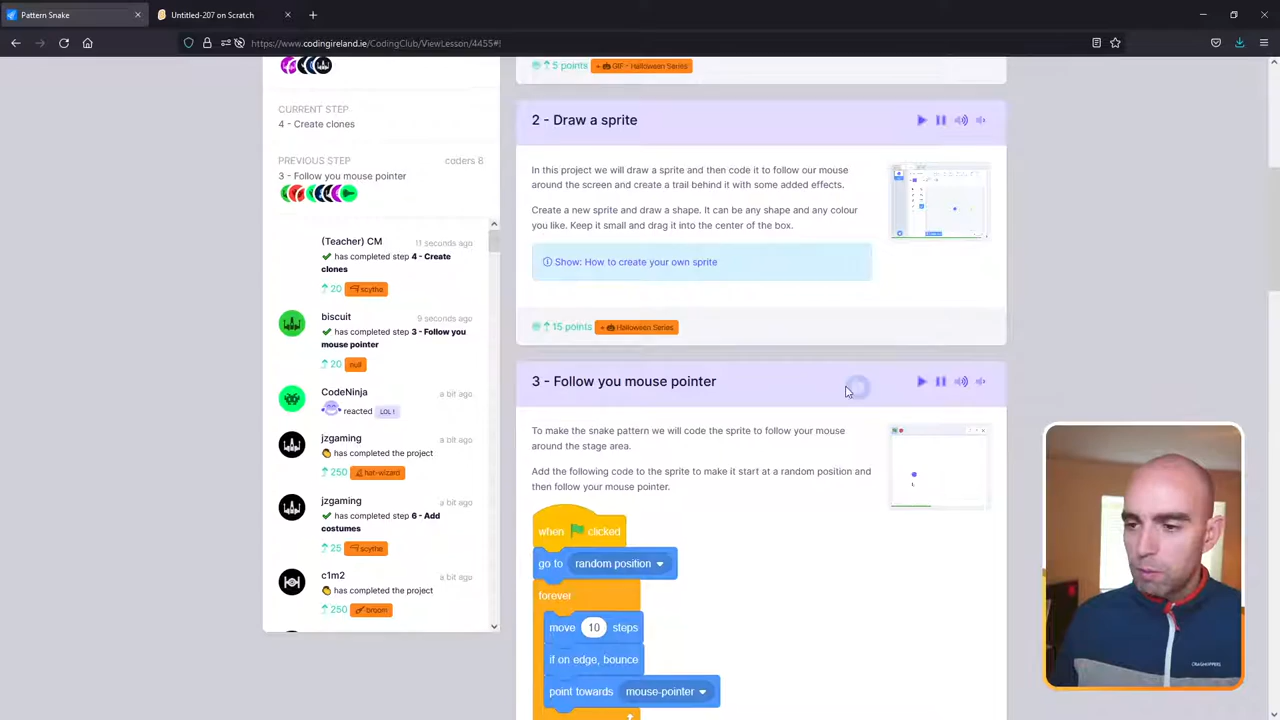 Pattern Snake
Untitled-207 on Scratch
https://www.codingireland.ie/CodingClub/ViewLesson/4455#!
CURRENT STEP
4 - Create clones
PREVIOUS STEP
coders 8
3 - Follow you mouse pointer
(Teacher) CM
11 seconds ago
has completed step 4 - Create
clones
20 scythe
biscuit
9 seconds ago
has completed step 3 - Follow you
mouse pointer
20 null
CodeNinja
a bit ago
reacted LOL !
jzgaming
a bit ago
has completed the project
250 hat-wizard
jzgaming
a bit ago
has completed step 6 - Add
costumes
25 scythe
c1m2
a bit ago
has completed the project
250 broom
5 points
+ GIF - Halloween Series
2 - Draw a sprite
In this project we will draw a sprite and then code it to follow our mouse
around the screen and create a trail behind it with some added effects.
Create a new sprite and draw a shape. It can be any shape and any colour
you like. Keep it small and drag it into the center of the box.
Show: How to create your own sprite
15 points
+ Halloween Series
3 - Follow you mouse pointer
To make the snake pattern we will code the sprite to follow your mouse
around the stage area.
Add the following code to the sprite to make it start at a random position and
then follow your mouse pointer.
when clicked
go to random position
forever
move 10 steps
if on edge, bounce
point towards mouse-pointer